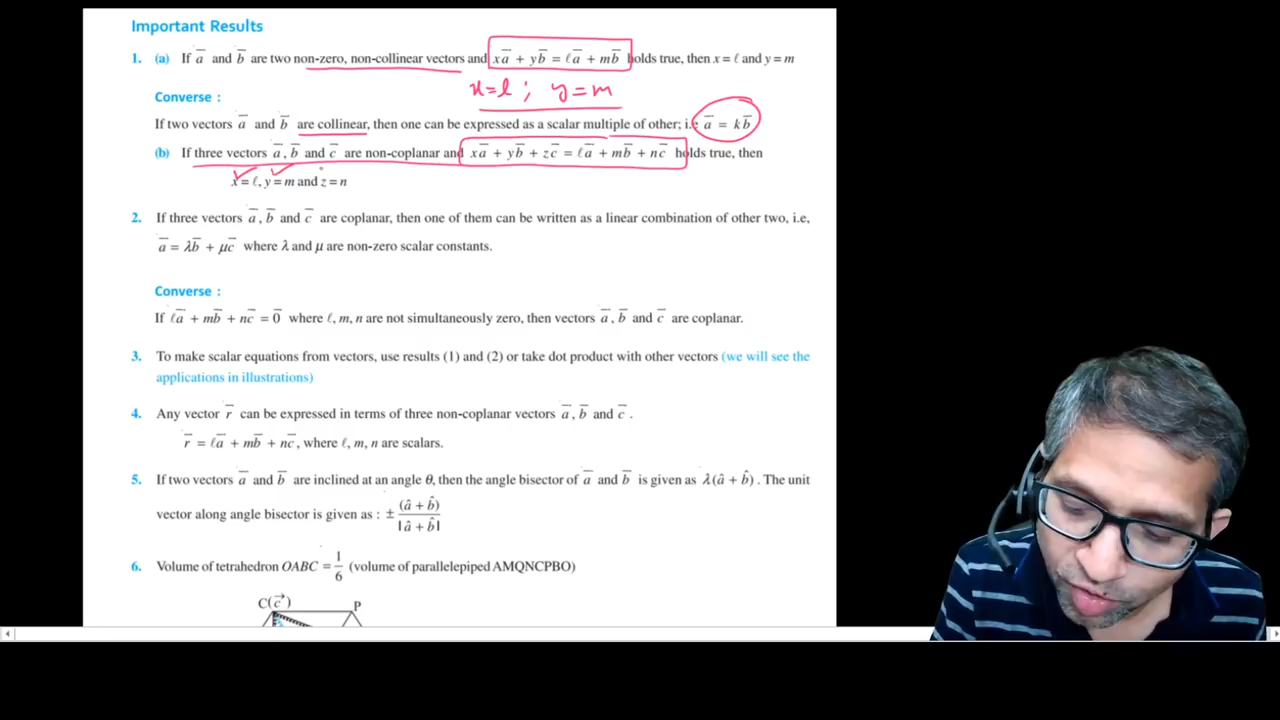 Important Results
1. (a) If a̅ and b̅ are two non-zero, non-collinear vectors and xa̅ + yb̅ = ℓa̅ + mb̅ holds true, then x = ℓ and y = m
x=l ; y=m
Converse :
If two vectors a̅ and b̅ are collinear, then one can be expressed as a scalar multiple of other; i.e a̅ = kb̅
(b) If three vectors a̅, b̅ and c̅ are non-coplanar and xa̅ + yb̅ + zc̅ = ℓa̅ + mb̅ + nc̅ holds true, then
x = ℓ, y = m and z = n
2. If three vectors a̅, b̅ and c̅ are coplanar, then one of them can be written as a linear combination of other two, i.e,
a̅ = λb̅ + μc̅ where λ and μ are non-zero scalar constants.
Converse :
If ℓa̅ + mb̅ + nc̅ = 0̅ where ℓ, m, n are not simultaneously zero, then vectors a̅, b̅ and c̅ are coplanar.
3. To make scalar equations from vectors, use results (1) and (2) or take dot product with other vectors (we will see the
applications in illustrations)
4. Any vector r̅ can be expressed in terms of three non-coplanar vectors a̅, b̅ and c̅ .
r̅ = ℓa̅ + mb̅ + nc̅, where ℓ, m, n are scalars.
5. If two vectors a̅ and b̅ are inclined at an angle θ, then the angle bisector of a̅ and b̅ is given as λ(â + b̂) . The unit
vector along angle bisector is given as : ± (â + b̂) / |â + b̂|
6. Volume of tetrahedron OABC = 1/6 (volume of parallelepiped AMQNCPBO)
C(c⃗) P